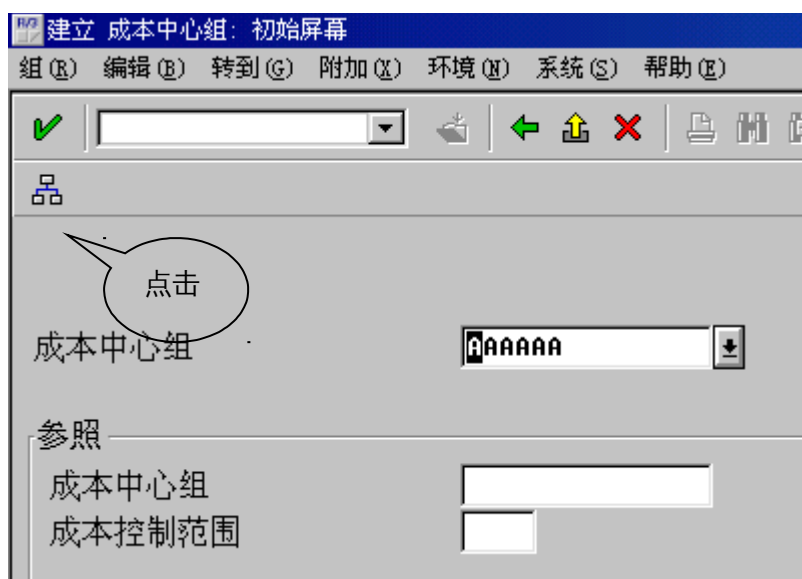 建立 成本中心组: 初始屏幕
组(R) 编辑(B) 转到(G) 附加(X) 环境(N) 系统(S) 帮助(E)
点击
成本中心组 AAAAAA
参照
成本中心组
成本控制范围